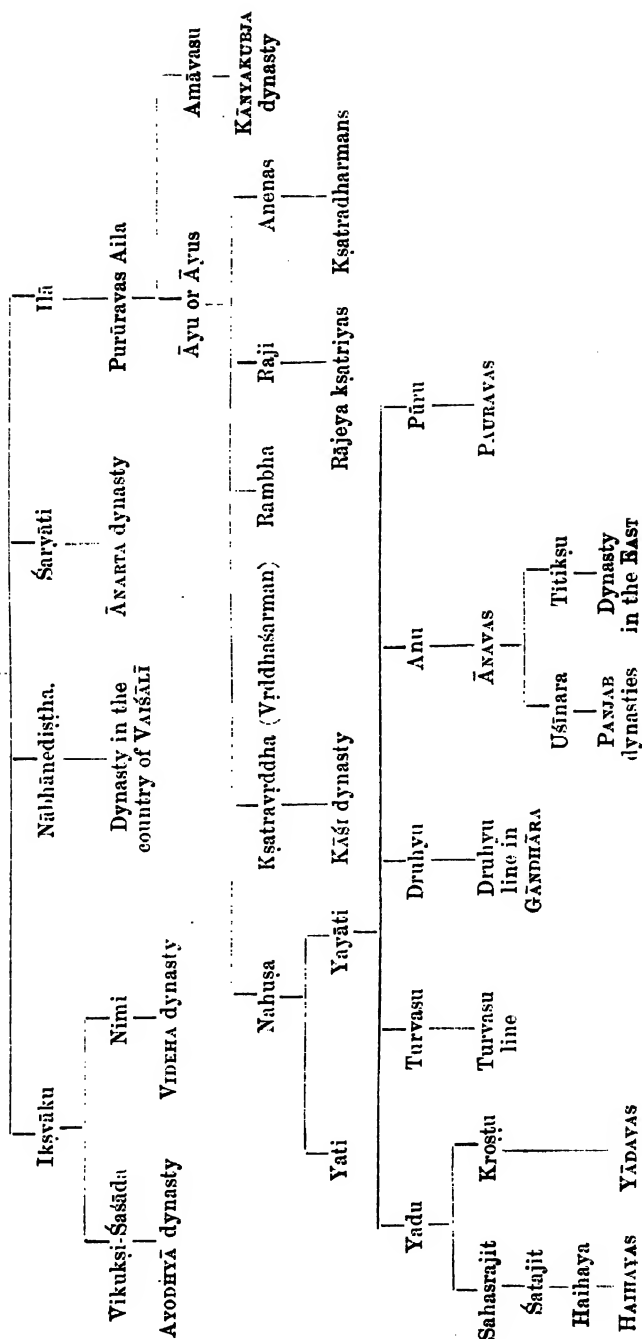 Ikṣvāku Nābhānediṣṭha. Śaryāti Iḷā
Vikukṣi-Śaśāda Nimi Dynasty in the ĀNARTA dynasty Purūravas Aila
AYODHYĀ dynasty VIDEHA dynasty country of VAIŚĀLĪ
Āyu or Āyus Amāvasu
KĀNYAKUBJA
dynasty
Nahuṣa Kṣatravṛddha (Vṛddhaśarman) Rambha Raji Anenas
Yati Yayāti KĀŚI dynasty Rājeya kṣatriyas Kṣatradharmans
Yadu Turvasu Druhyu Anu Pūru
Sahasrajit Kroṣṭu Turvasu Druhyu ĀNAVAS PAURAVAS
line line in
GĀNDHĀRA
Śatajit Uśīnara Titikṣu
Haihaya PANJAB Dynasty
dynasties in the EAST
HAIHAYAS YĀDAVAS